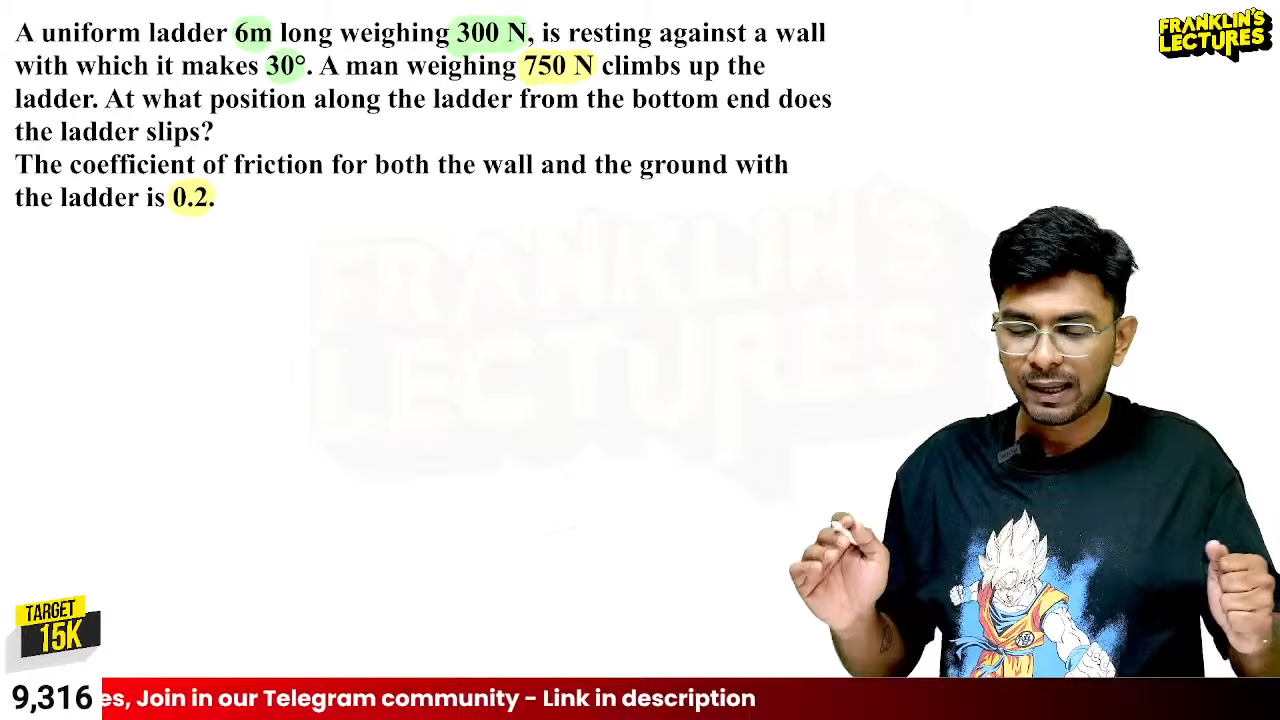 A uniform ladder 6m long weighing 300 N, is resting against a wall
with which it makes 30°. A man weighing 750 N climbs up the
ladder. At what position along the ladder from the bottom end does
the ladder slips?
The coefficient of friction for both the wall and the ground with
the ladder is 0.2.
FRANKLIN'S
LECTURES
FRANKLIN'S
LECTURES
TARGET
15K
9,316
es, Join in our Telegram community - Link in description